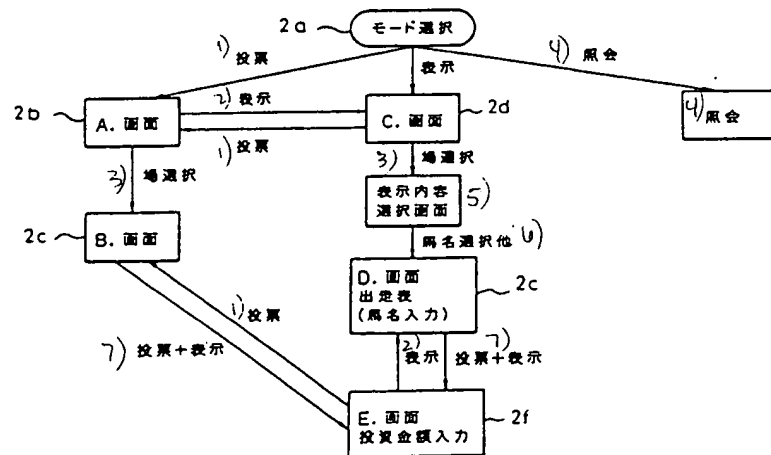 2a
モード選択
1) 投票
表示
4) 照会
2b
A. 画面
2) 表示
1) 投票
C. 画面
2d
4) 照会
3) 場選択
3) 場選択
表示内容
選択画面
5)
2c
B. 画面
馬名選択他 6)
D. 画面
出走表
(馬名入力)
2c
1) 投票
7) 投票+表示
2) 表示
7) 投票+表示
E. 画面
投資金額入力
2f